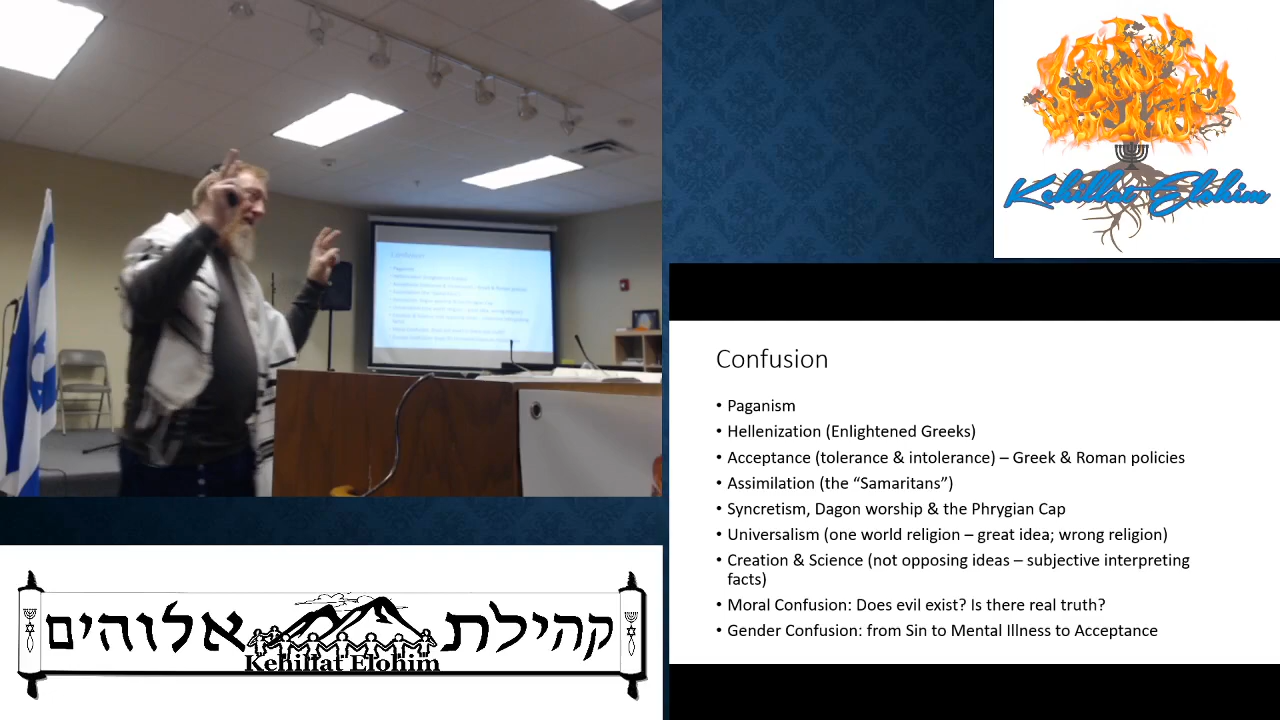 Kehillat Elohim
Confusion
• Paganism
• Hellenization (Enlightened Greeks)
• Acceptance (tolerance & intolerance) – Greek & Roman policies
• Assimilation (the “Samaritans”)
• Syncretism, Dagon worship & the Phrygian Cap
• Universalism (one world religion – great idea; wrong religion)
• Creation & Science (not opposing ideas – subjective interpreting
facts)
• Moral Confusion: Does evil exist? Is there real truth?
• Gender Confusion: from Sin to Mental Illness to Acceptance
Confusion
Paganism
קהילת אלוהים
Kehillat Elohim